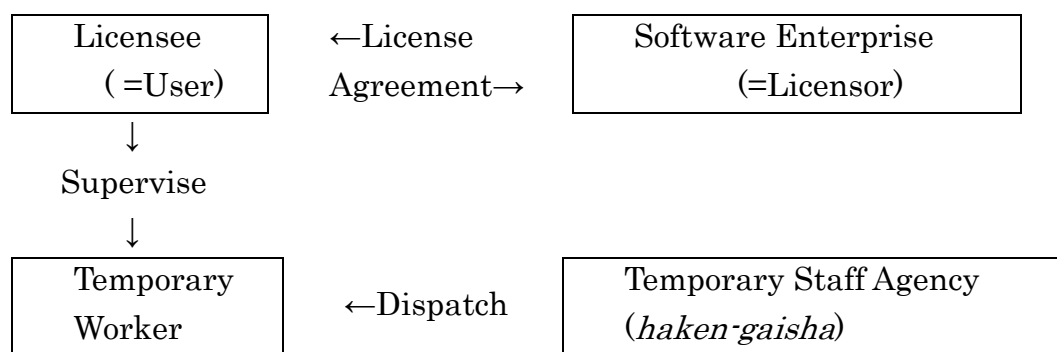 Licensee ←License Software Enterprise
( =User) Agreement→ (=Licensor)
↓
Supervise
↓
Temporary Temporary Staff Agency
←Dispatch
Worker (haken-gaisha)